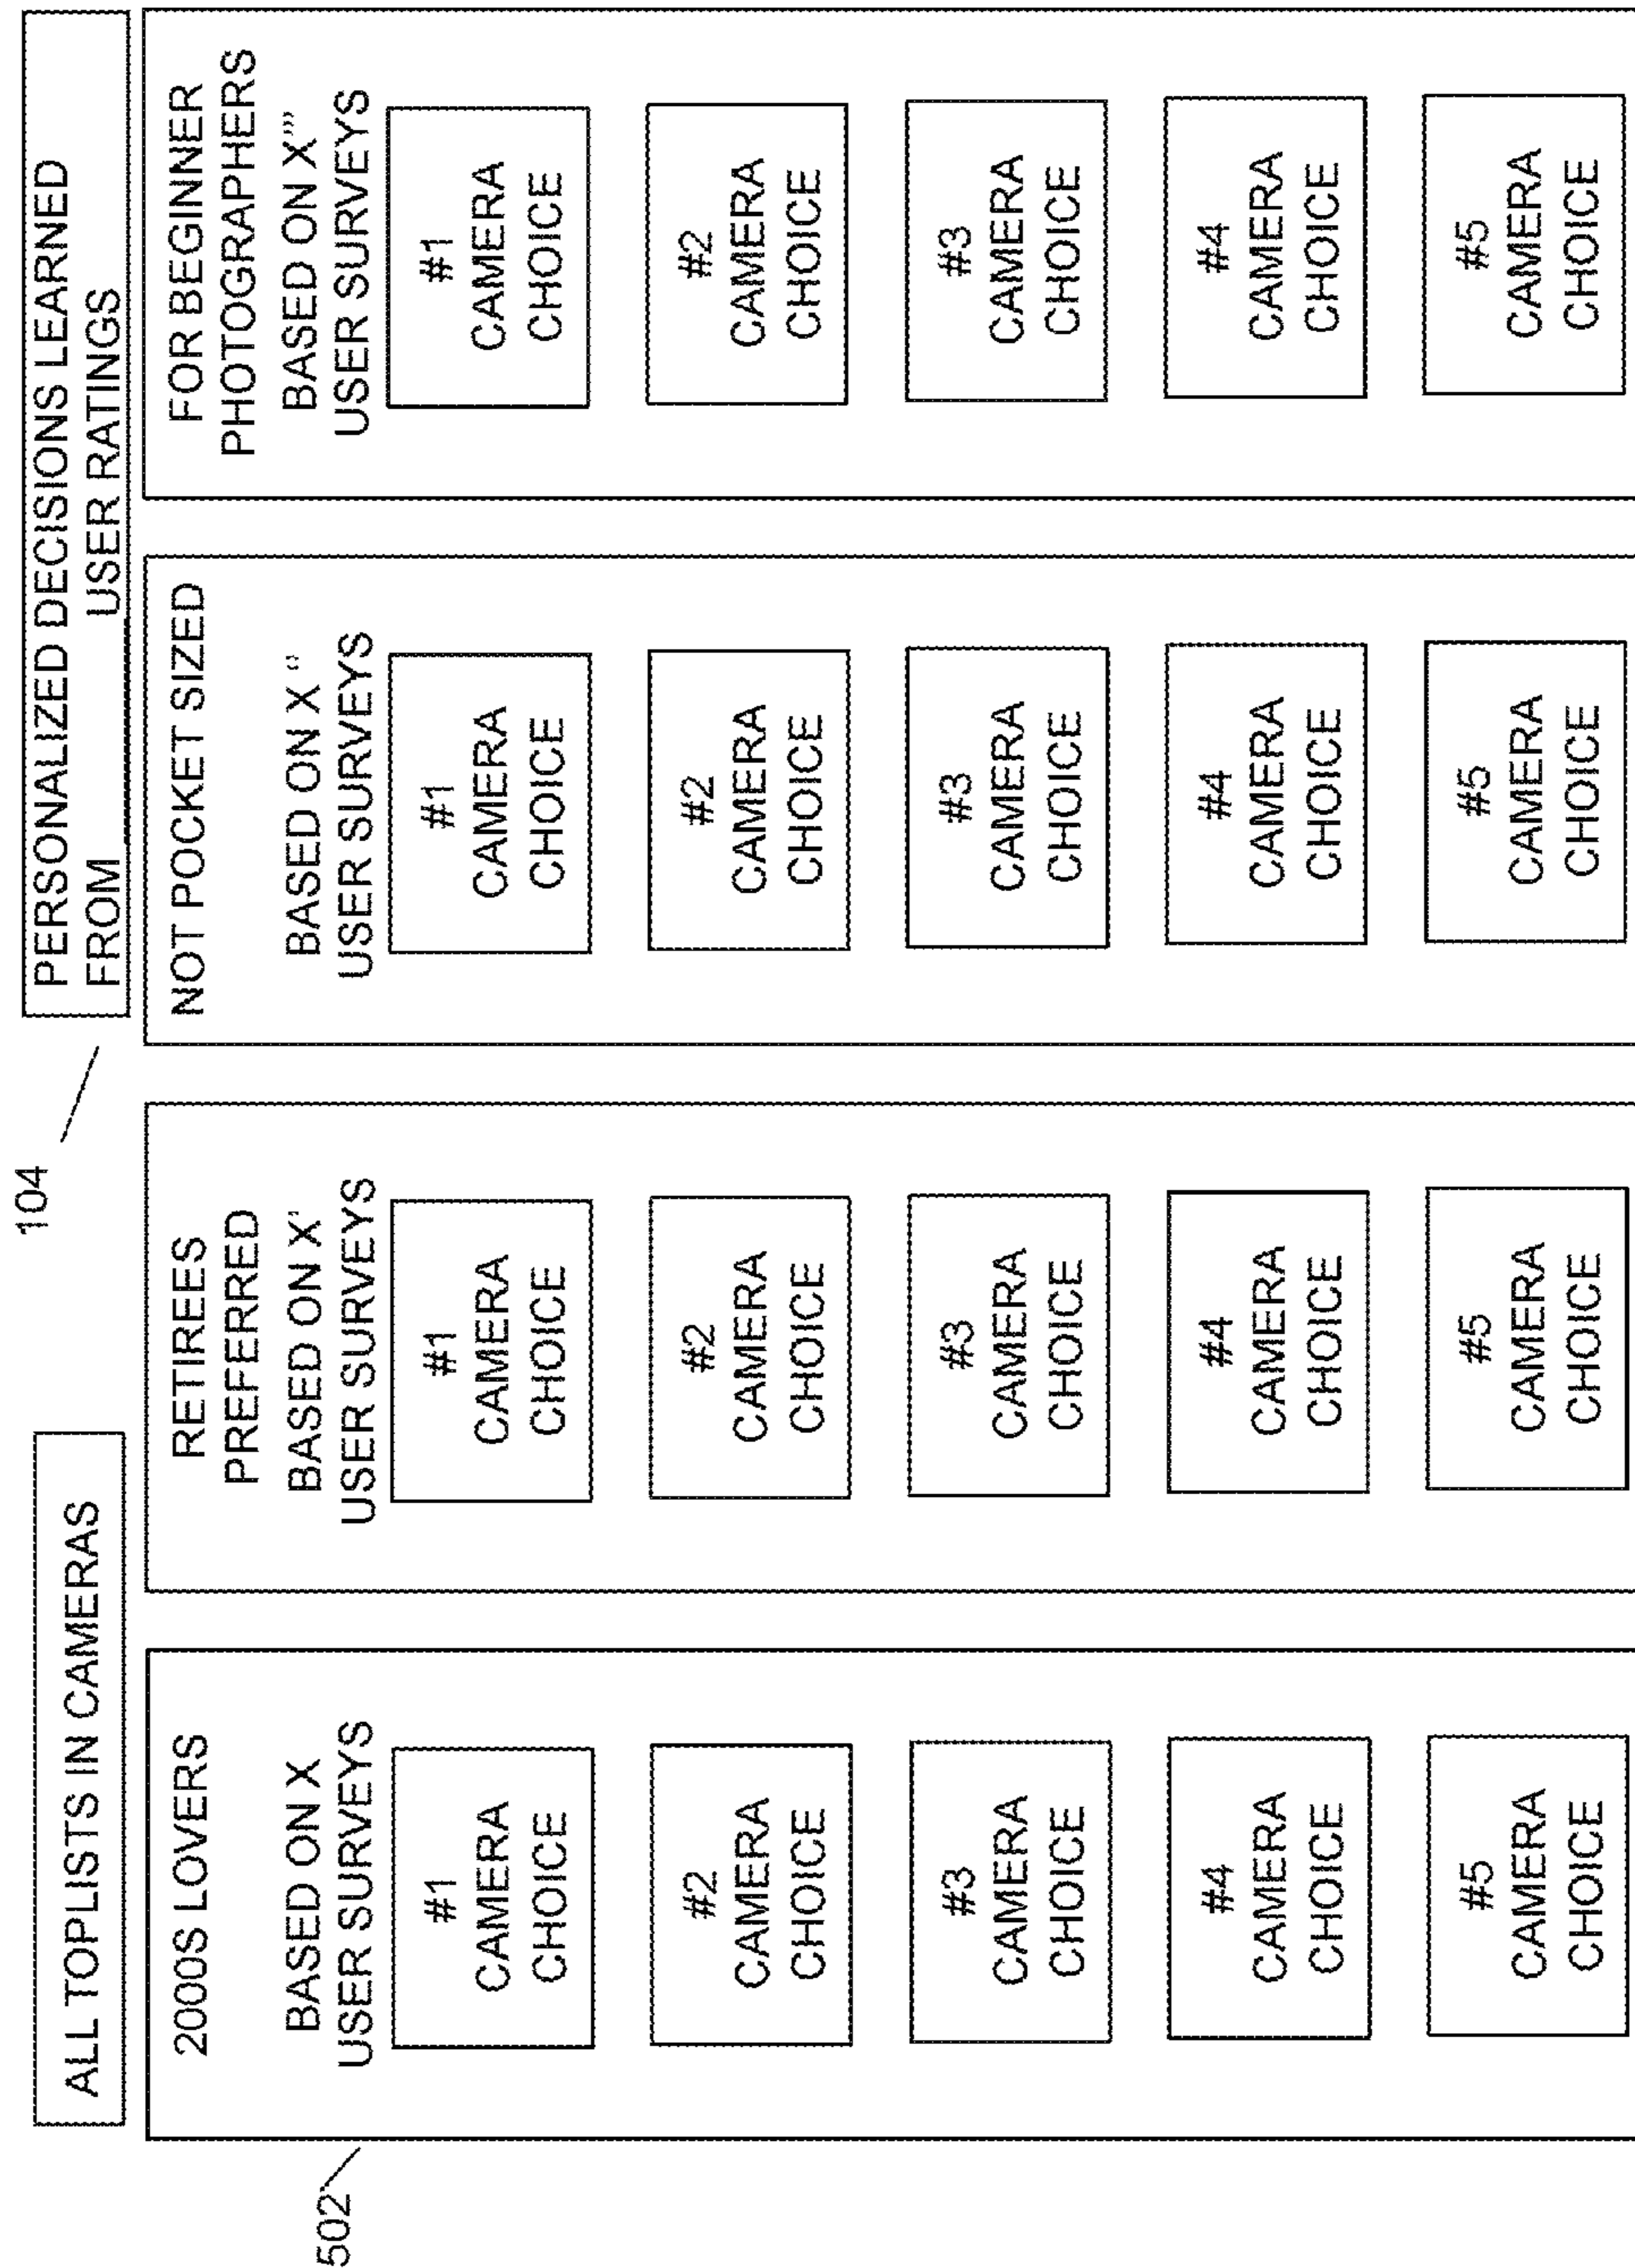 ALL TOPLISTS IN CAMERAS
104
PERSONALIZED DECISIONS LEARNED
FROM ________ USER RATINGS
502
2000S LOVERS
BASED ON X
USER SURVEYS
#1
CAMERA
CHOICE
#2
CAMERA
CHOICE
#3
CAMERA
CHOICE
#4
CAMERA
CHOICE
#5
CAMERA
CHOICE
RETIREES
PREFERRED
BASED ON X'
USER SURVEYS
#1
CAMERA
CHOICE
#2
CAMERA
CHOICE
#3
CAMERA
CHOICE
#4
CAMERA
CHOICE
#5
CAMERA
CHOICE
NOT POCKET SIZED
BASED ON X “
USER SURVEYS
#1
CAMERA
CHOICE
#2
CAMERA
CHOICE
#3
CAMERA
CHOICE
#4
CAMERA
CHOICE
#5
CAMERA
CHOICE
FOR BEGINNER
PHOTOGRAPHERS
BASED ON X'''
USER SURVEYS
#1
CAMERA
CHOICE
#2
CAMERA
CHOICE
#3
CAMERA
CHOICE
#4
CAMERA
CHOICE
#5
CAMERA
CHOICE